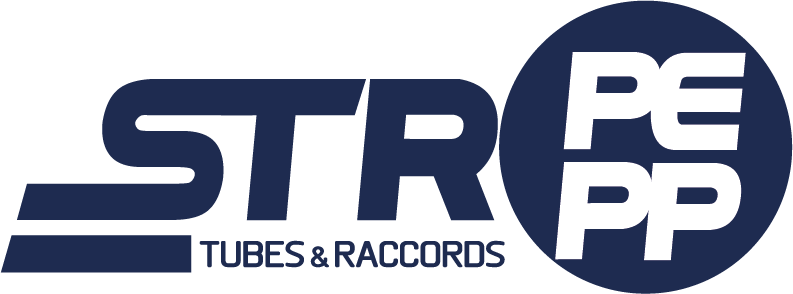 STR
TUBES & RACCORDS
PE
PP